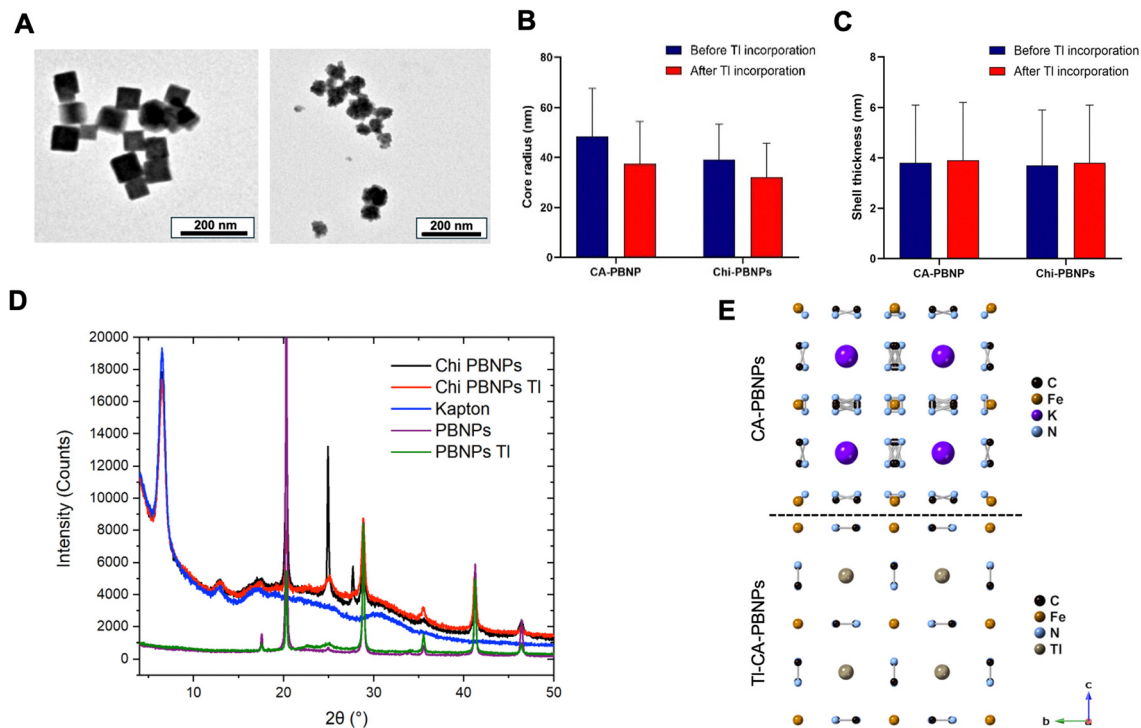 A
200 nm
200 nm
B
Before Tl incorporation
After Tl incorporation
Core radius (nm)
80
60
40
20
0
CA-PBNP
Chi-PBNPs
C
Before Tl incorporation
After Tl incorporation
Shell thickness (nm)
8
6
4
2
0
CA-PBNP
Chi-PBNPs
D
Intensity (Counts)
20000
18000
16000
14000
12000
10000
8000
6000
4000
2000
0
Chi PBNPs
Chi PBNPs Tl
Kapton
PBNPs
PBNPs Tl
10
20
30
40
50
2θ (°)
E
CA-PBNPs
C
Fe
K
N
Tl-CA-PBNPs
C
Fe
N
Tl
c
b